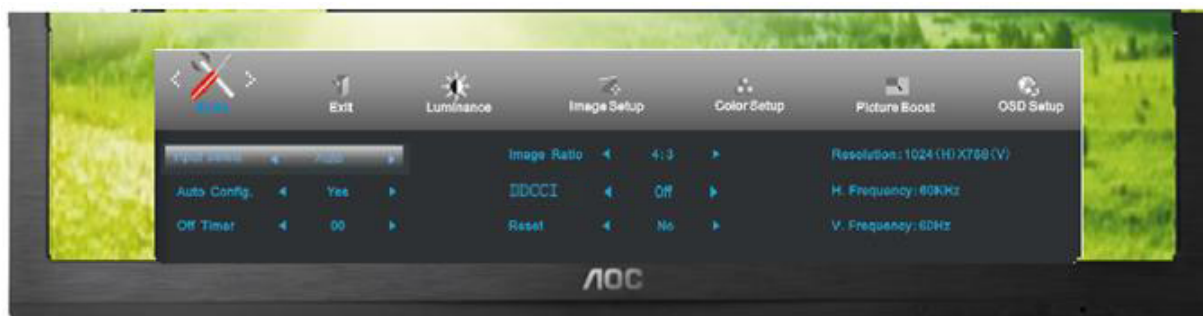 Exit Luminance Image Setup Color Setup Picture Boost OSD Setup
Auto Image Ratio 4:3 Resolution:1024(H)X768(V)
Auto Config. Yes DDCCI Off H. Frequency:60KHz
Off Timer 00 Reset No V. Frequency:60Hz
AOC